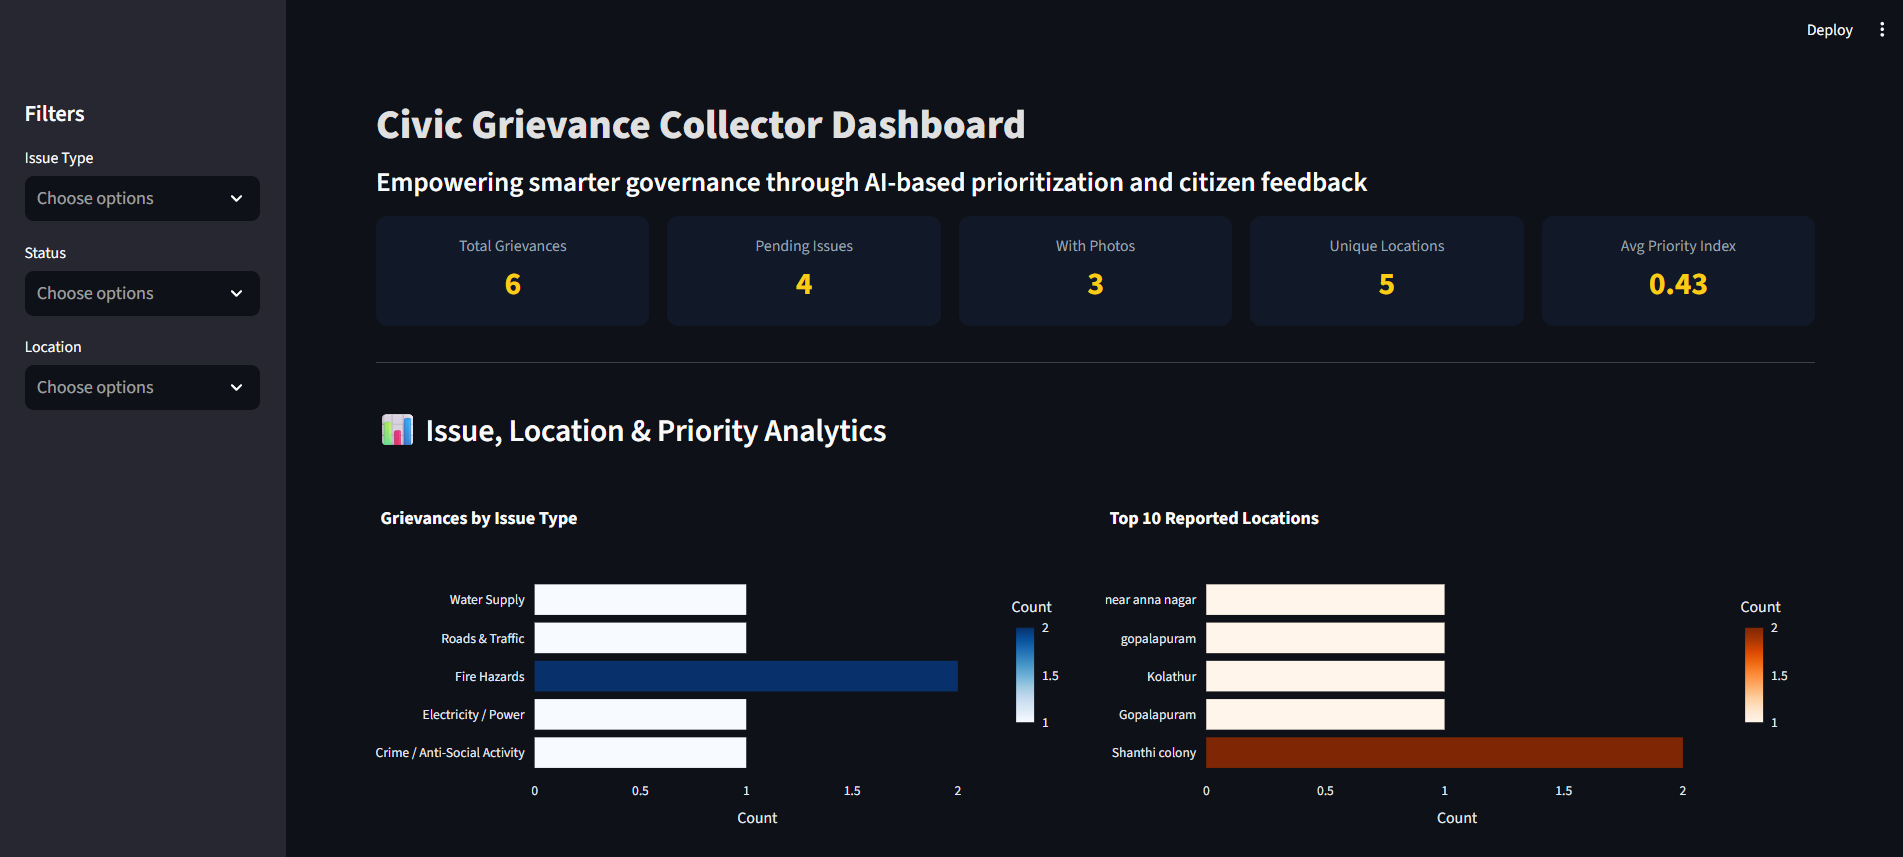 Deploy
Filters
Issue Type
Choose options
Status
Choose options
Location
Choose options
Civic Grievance Collector Dashboard
Empowering smarter governance through AI-based prioritization and citizen feedback
Total Grievances
6
Pending Issues
4
With Photos
3
Unique Locations
5
Avg Priority Index
0.43
Issue, Location & Priority Analytics
Grievances by Issue Type
Water Supply
Roads & Traffic
Fire Hazards
Electricity / Power
Crime / Anti-Social Activity
0 0.5 1 1.5 2
Count
Count
2
1.5
1
Top 10 Reported Locations
near anna nagar
gopalapuram
Kolathur
Gopalapuram
Shanthi colony
0 0.5 1 1.5 2
Count
Count
2
1.5
1